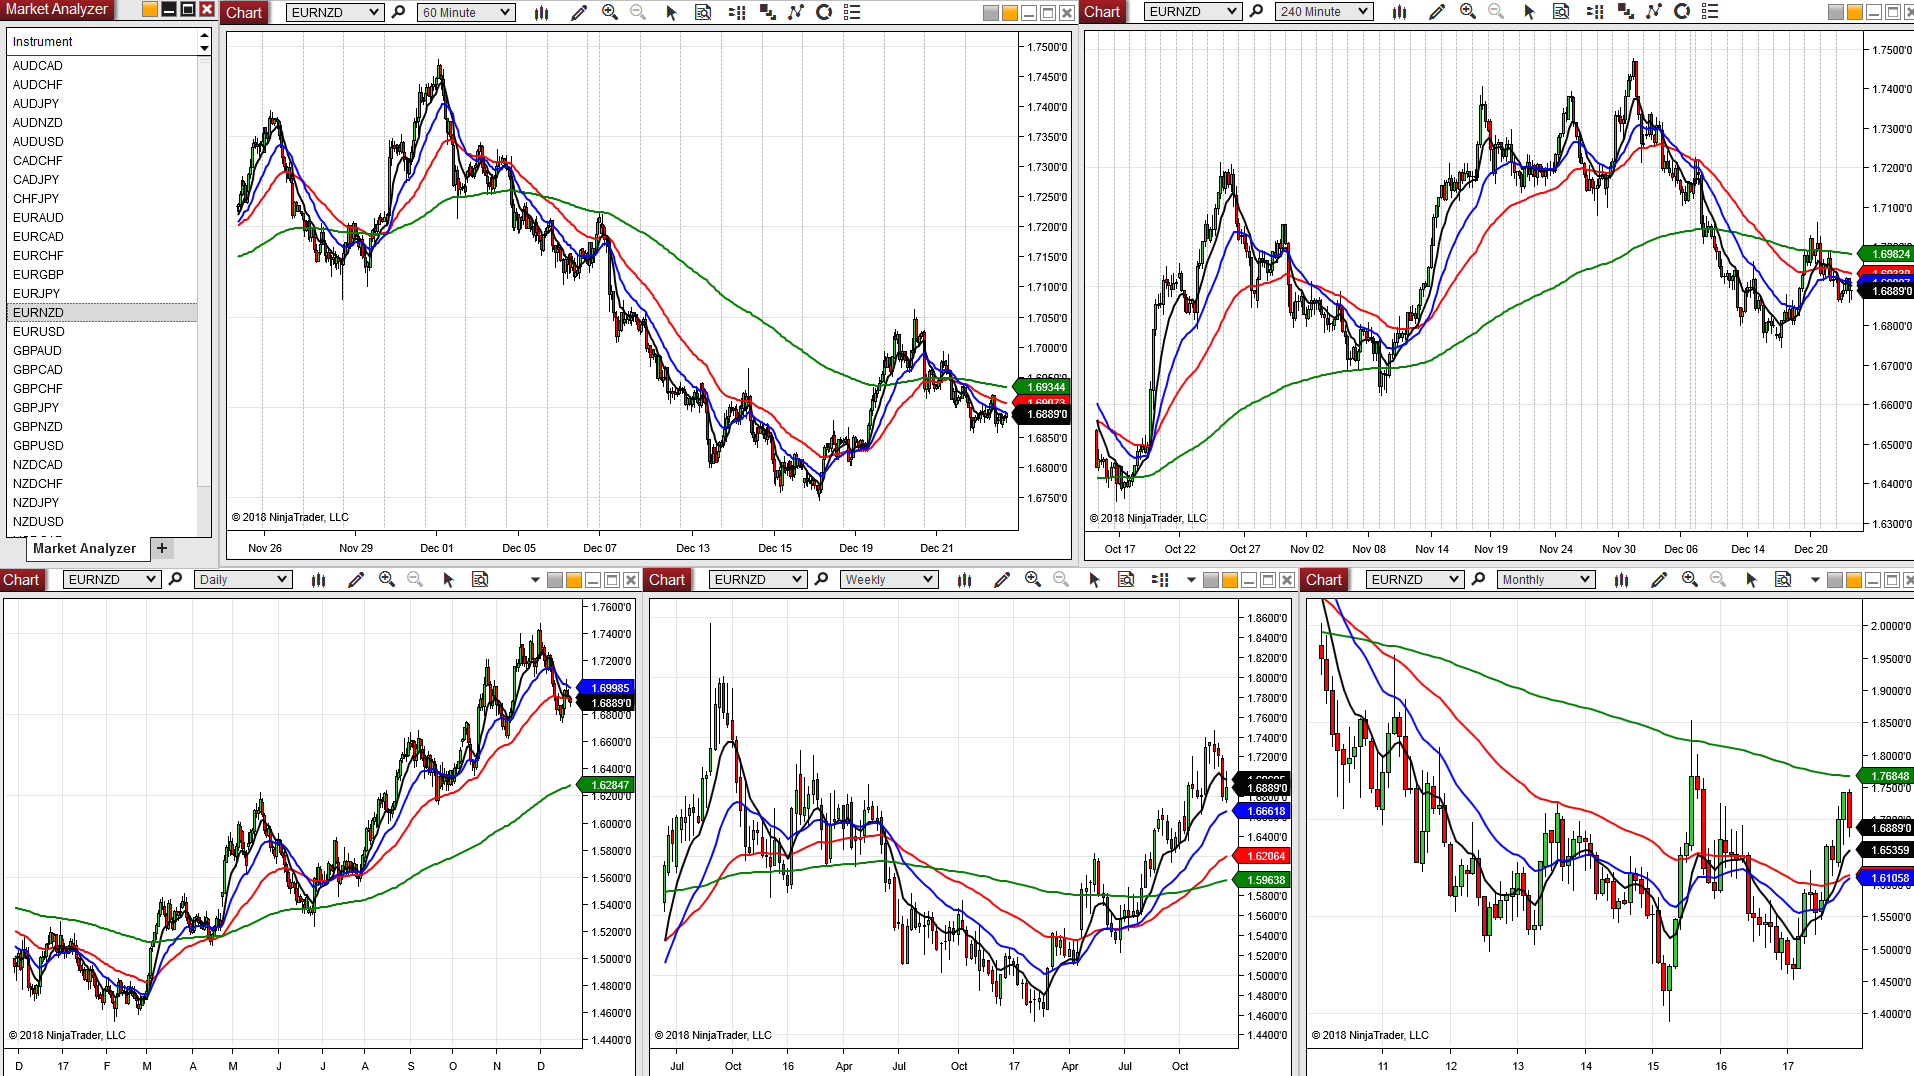 Market Analyzer
Instrument
AUDCAD
AUDCHF
AUDJPY
AUDNZD
AUDUSD
CADCHF
CADJPY
CHFJPY
EURAUD
EURCAD
EURCHF
EURGBP
EURJPY
EURNZD
EURUSD
GBPAUD
GBPCAD
GBPCHF
GBPJPY
GBPNZD
GBPUSD
NZDCAD
NZDCHF
NZDJPY
NZDUSD
Market Analyzer +
Chart EURNZD 60 Minute
1.7500'0
1.7450'0
1.7400'0
1.7350'0
1.7300'0
1.7250'0
1.7200'0
1.7150'0
1.7100'0
1.7050'0
1.7000'0
1.69344
1.6889'0
1.6850'0
1.6800'0
1.6750'0
© 2018 NinjaTrader, LLC
Nov 26 Nov 29 Dec 01 Dec 05 Dec 07 Dec 13 Dec 15 Dec 19 Dec 21
Chart EURNZD 240 Minute
1.7500'0
1.7400'0
1.7300'0
1.7200'0
1.7100'0
1.69824
1.6889'0
1.6800'0
1.6700'0
1.6600'0
1.6500'0
1.6400'0
1.6300'0
© 2018 NinjaTrader, LLC
Oct 17 Oct 22 Oct 27 Nov 02 Nov 08 Nov 14 Nov 19 Nov 24 Nov 30 Dec 06 Dec 14 Dec 20
Chart EURNZD Daily
1.7600'0
1.7400'0
1.7200'0
1.69985
1.6889'0
1.6800'0
1.6600'0
1.6400'0
1.62847
1.6200'0
1.6000'0
1.5800'0
1.5600'0
1.5400'0
1.5200'0
1.5000'0
1.4800'0
1.4600'0
1.4400'0
© 2018 NinjaTrader, LLC
D 17 F M A M J J A S O N D
Chart EURNZD Weekly
1.8600'0
1.8400'0
1.8200'0
1.8000'0
1.7800'0
1.7600'0
1.7400'0
1.7200'0
1.6889'0
1.66618
1.6400'0
1.62064
1.59638
1.5800'0
1.5600'0
1.5400'0
1.5200'0
1.5000'0
1.4800'0
1.4600'0
1.4400'0
© 2018 NinjaTrader, LLC
Jul Oct 16 Apr Jul Oct 17 Apr Jul Oct
Chart EURNZD Monthly
2.0000'0
1.9500'0
1.9000'0
1.8500'0
1.8000'0
1.76848
1.7500'0
1.6889'0
1.65359
1.61058
1.5500'0
1.5000'0
1.4500'0
1.4000'0
© 2018 NinjaTrader, LLC
11 12 13 14 15 16 17